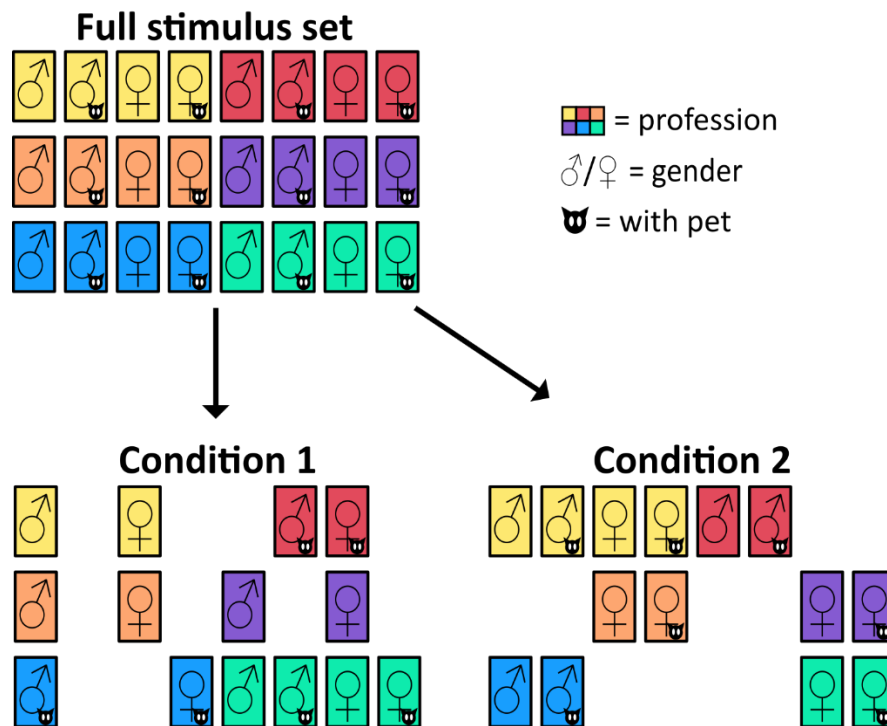 Full stimulus set
= profession
♂/♀ = gender
= with pet
Condition 1
Condition 2